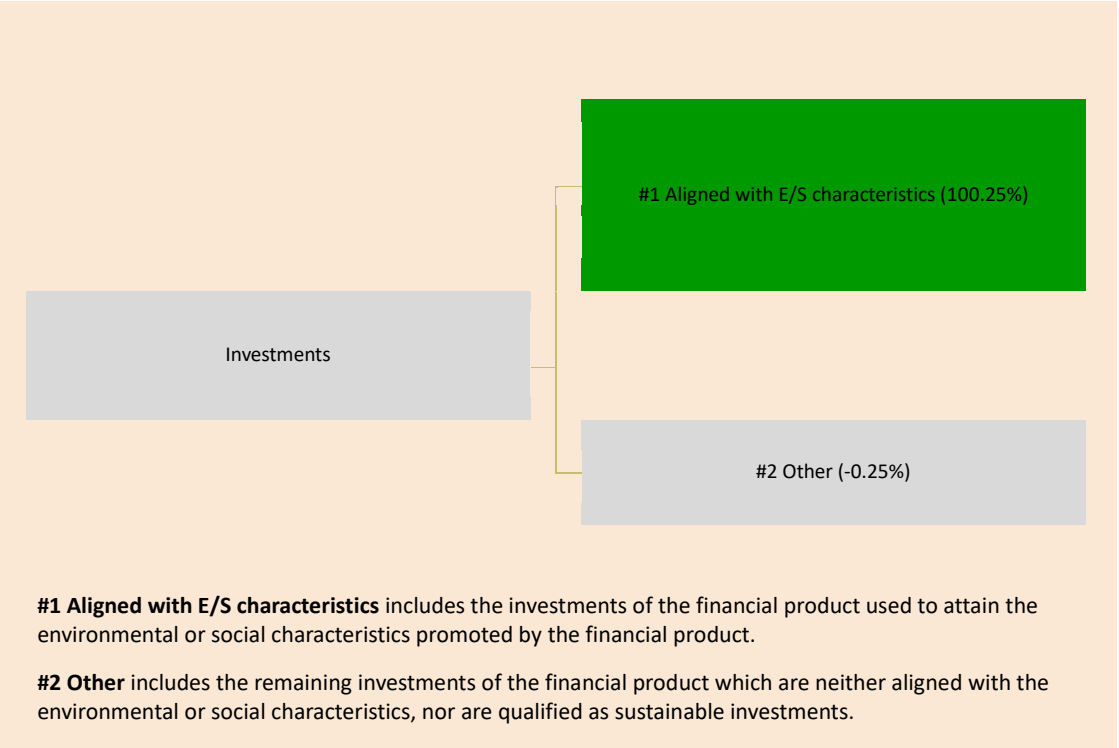 #1 Aligned with E/S characteristics (100.25%)
Investments
#2 Other (-0.25%)
#1 Aligned with E/S characteristics includes the investments of the financial product used to attain the
environmental or social characteristics promoted by the financial product.
#2 Other includes the remaining investments of the financial product which are neither aligned with the
environmental or social characteristics, nor are qualified as sustainable investments.